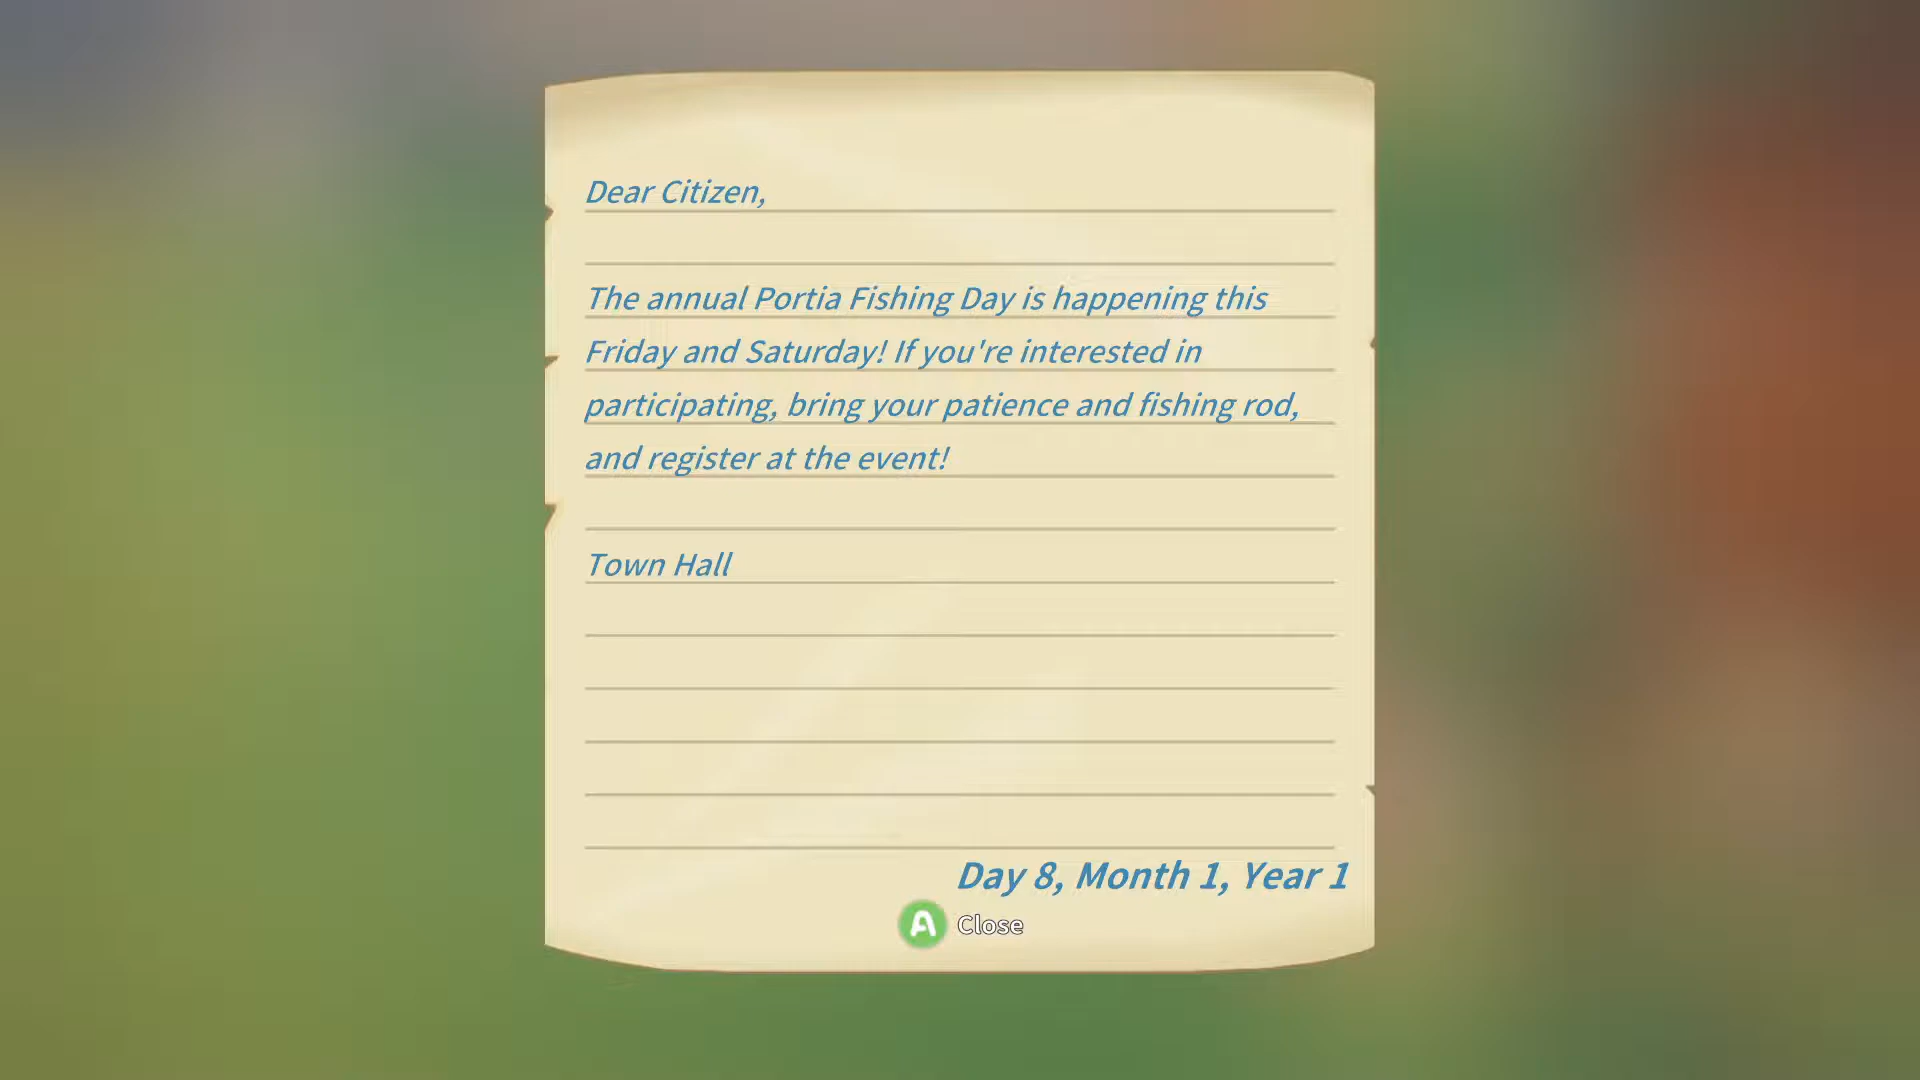 Dear Citizen,
The annual Portia Fishing Day is happening this
Friday and Saturday! If you're interested in
participating, bring your patience and fishing rod,
and register at the event!
Town Hall
Day 8, Month 1, Year 1
A Close